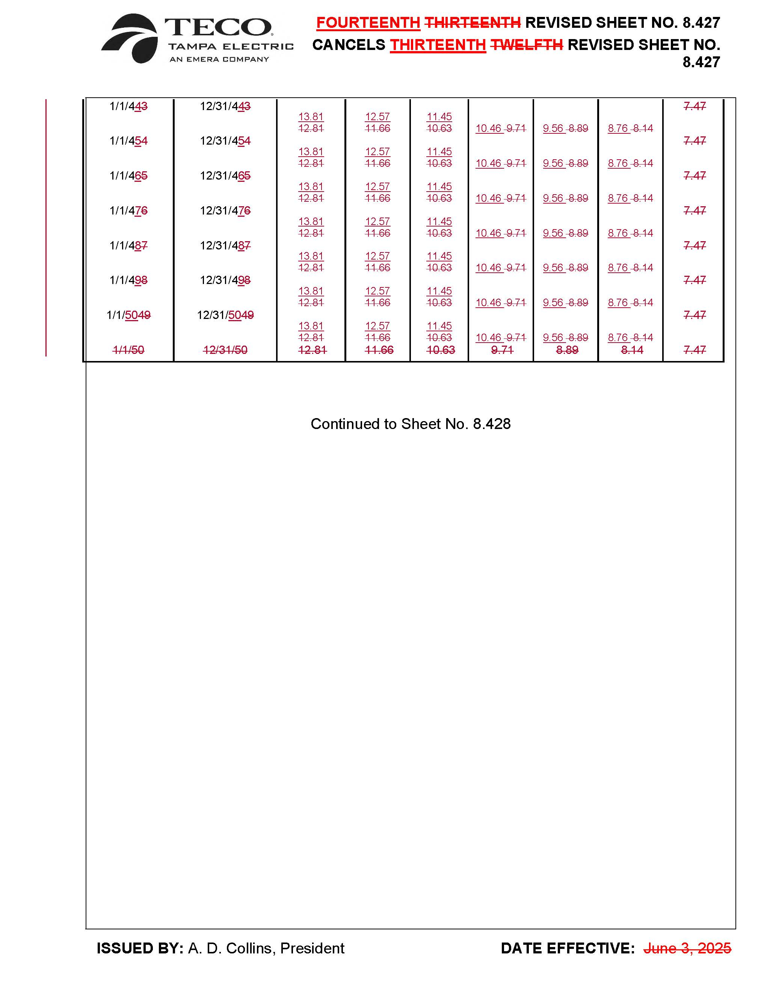 TECO®
TAMPA ELECTRIC
AN EMERA COMPANY
FOURTEENTH THIRTEENTH REVISED SHEET NO. 8.427
CANCELS THIRTEENTH TWELFTH REVISED SHEET NO.
8.427
1/1/443 12/31/443 7.47
13.81 12.57 11.45
12.81 11.66 10.63 10.46 9.71 9.56 8.89 8.76 8.14
1/1/454 12/31/454 7.47
13.81 12.57 11.45
12.81 11.66 10.63 10.46 9.71 9.56 8.89 8.76 8.14
1/1/465 12/31/465 7.47
13.81 12.57 11.45
12.81 11.66 10.63 10.46 9.71 9.56 8.89 8.76 8.14
1/1/476 12/31/476 7.47
13.81 12.57 11.45
12.81 11.66 10.63 10.46 9.71 9.56 8.89 8.76 8.14
1/1/487 12/31/487 7.47
13.81 12.57 11.45
12.81 11.66 10.63 10.46 9.71 9.56 8.89 8.76 8.14
1/1/498 12/31/498 7.47
13.81 12.57 11.45
12.81 11.66 10.63 10.46 9.71 9.56 8.89 8.76 8.14
1/1/5049 12/31/5049 7.47
13.81 12.57 11.45
12.81 11.66 10.63 10.46 9.71 9.56 8.89 8.76 8.14
1/1/50 12/31/50 12.81 11.66 10.63 9.71 8.89 8.14 7.47
Continued to Sheet No. 8.428
ISSUED BY: A. D. Collins, President DATE EFFECTIVE: June 3, 2025